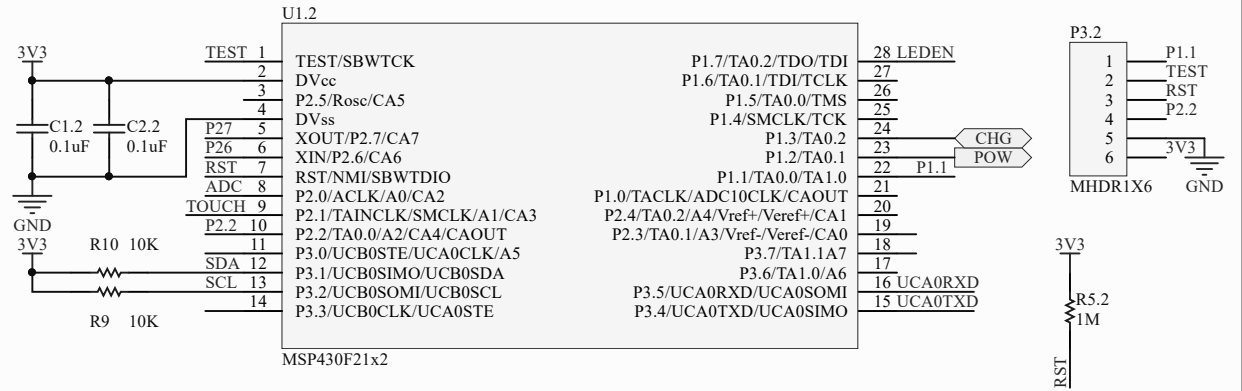 U1.2
3V3
C1.2
0.1uF
C2.2
0.1uF
GND
3V3
R10 10K
R9 10K
TEST 1 TEST/SBWTCK
2 DVcc
3 P2.5/Rosc/CA5
4 DVss
P27 5 XOUT/P2.7/CA7
P26 6 XIN/P2.6/CA6
RST 7 RST/NMI/SBWTDIO
ADC 8 P2.0/ACLK/A0/CA2
TOUCH 9 P2.1/TAINCLK/SMCLK/A1/CA3
P2.2 10 P2.2/TA0.0/A2/CA4/CAOUT
11 P3.0/UCB0STE/UCA0CLK/A5
SDA 12 P3.1/UCB0SIMO/UCB0SDA
SCL 13 P3.2/UCB0SOMI/UCB0SCL
14 P3.3/UCB0CLK/UCA0STE
P1.7/TA0.2/TDO/TDI 28 LEDEN
P1.6/TA0.1/TDI/TCLK 27
P1.5/TA0.0/TMS 26
P1.4/SMCLK/TCK 25
P1.3/TA0.2 24 CHG
P1.2/TA0.1 23 POW
P1.1/TA0.0/TA1.0 22 P1.1
P1.0/TACLK/ADC10CLK/CAOUT 21
P2.4/TA0.2/A4/Vref+/Veref+/CA1 20
P2.3/TA0.1/A3/Vref-/Veref-/CA0 19
P3.7/TA1.1A7 18
P3.6/TA1.0/A6 17
P3.5/UCA0RXD/UCA0SOMI 16 UCA0RXD
P3.4/UCA0TXD/UCA0SIMO 15 UCA0TXD
MSP430F21x2
P3.2
1 P1.1
2 TEST
3 RST
4 P2.2
5
6 3V3
MHDR1X6
GND
3V3
R5.2
1M
RST